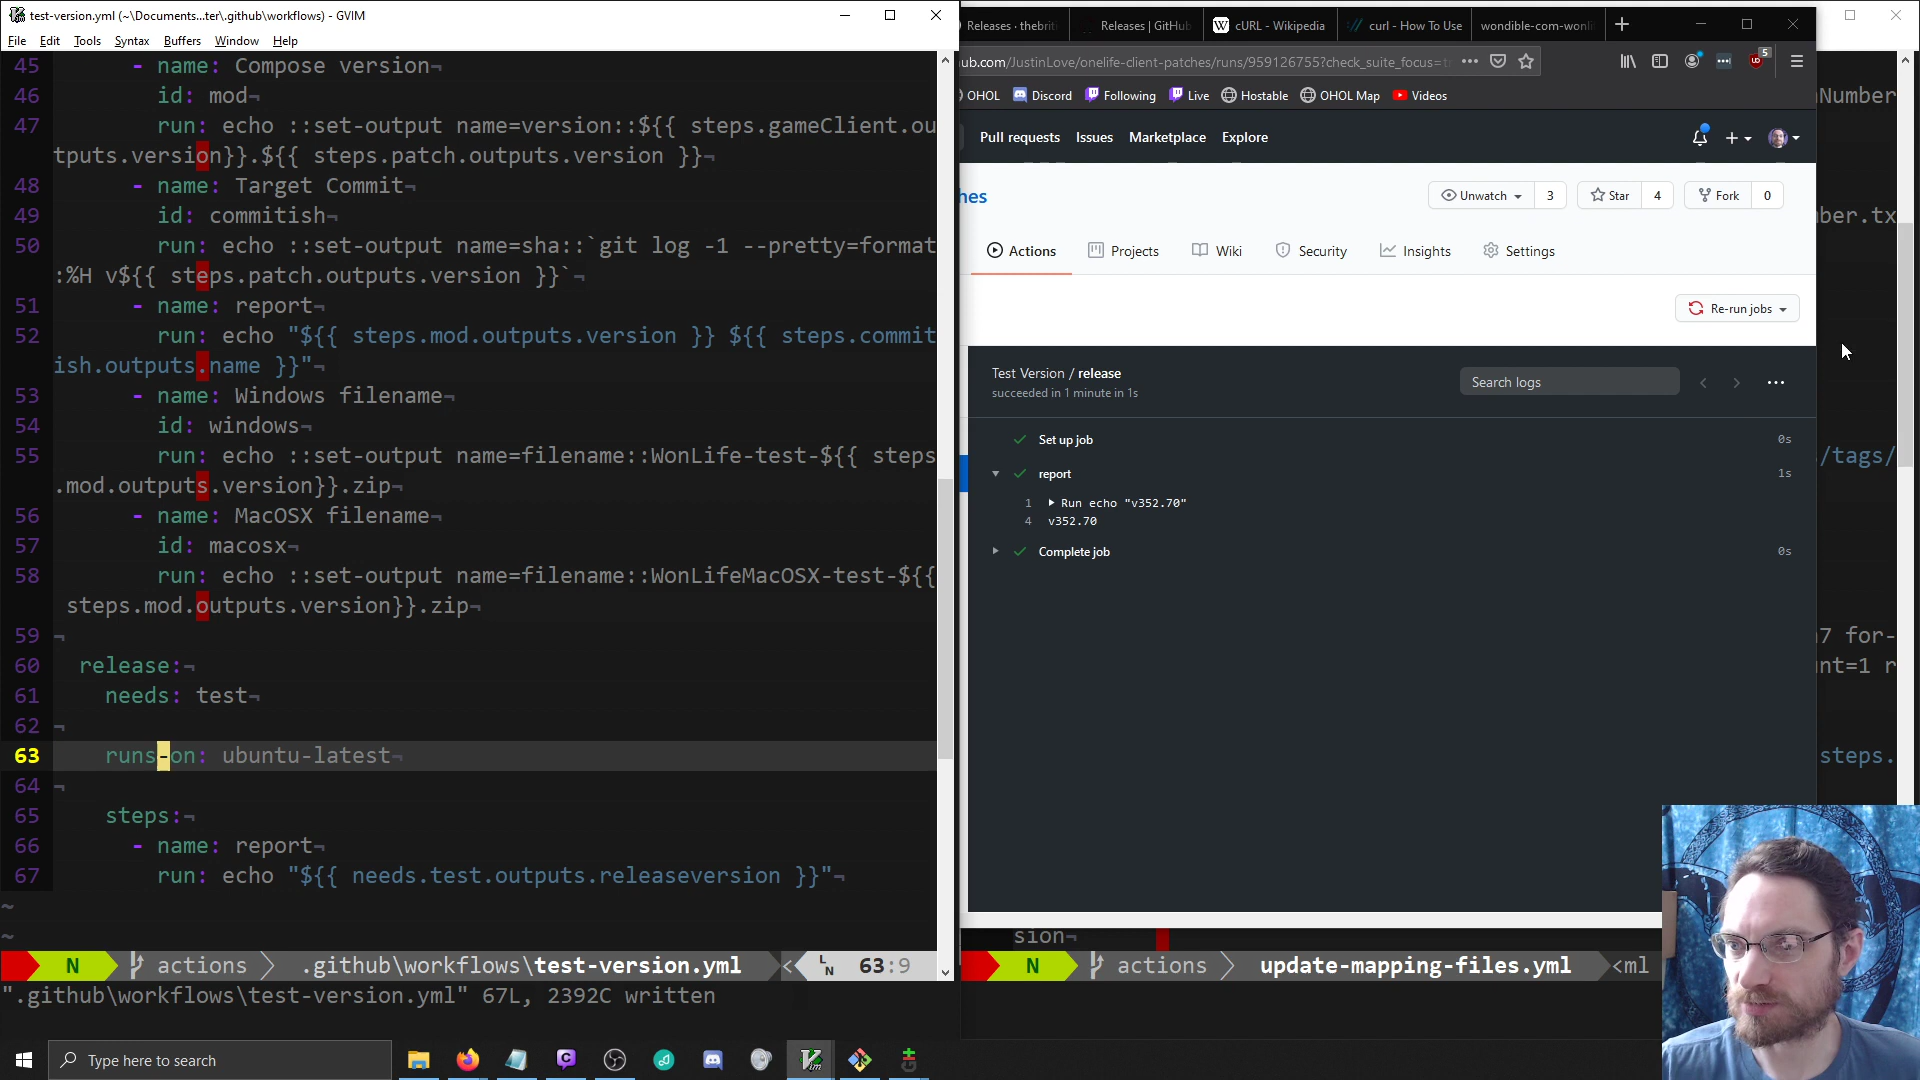 test-version.yml (~\Documents...ter\.github\workflows) - GVIM
File Edit Tools Syntax Buffers Window Help
45 - name: Compose version¬
46 id: mod¬
47 run: echo ::set-output name=version::${{ steps.gameClient.ou
tputs.version}}.${{ steps.patch.outputs.version }}¬
48 - name: Target Commit¬
49 id: commitish¬
50 run: echo ::set-output name=sha::`git log -1 --pretty=format
:%H v${{ steps.patch.outputs.version }}`¬
51 - name: report¬
52 run: echo "${{ steps.mod.outputs.version }} ${{ steps.commit
ish.outputs.name }}"¬
53 - name: Windows filename¬
54 id: windows¬
55 run: echo ::set-output name=filename::WonLife-test-${{ steps
.mod.outputs.version}}.zip¬
56 - name: MacOSX filename¬
57 id: macosx¬
58 run: echo ::set-output name=filename::WonLifeMacOSX-test-${{
steps.mod.outputs.version}}.zip¬
59 ¬
60 release:¬
61 needs: test¬
62 ¬
63 runs-on: ubuntu-latest¬
64 ¬
65 steps:¬
66 - name: report¬
67 run: echo "${{ needs.test.outputs.releaseversion }}"¬
~
~
N actions .github\workflows\test-version.yml < LN 63:9
".github\workflows\test-version.yml" 67L, 2392C written
Type here to search
Releases - thebriti
Releases | GitHub
cURL - Wikipedia
curl - How To Use
wondible-com-wonli
ub.com/JustinLove/onelife-client-patches/runs/959126755?check_suite_focus=t
5
OHOL Discord Following Live Hostable OHOL Map Videos
Pull requests Issues Marketplace Explore
hes
Unwatch 3 Star 4 Fork 0
Actions Projects Wiki Security Insights Settings
Re-run jobs
Test Version / release
succeeded in 1 minute in 1s
Search logs
Set up job 0s
report 1s
1 Run echo "v352.70"
4 v352.70
Complete job 0s
nNumber
ber.tx
/tags/
7 for-
nt=1 r
steps.
sion¬
N actions update-mapping-files.yml <ml